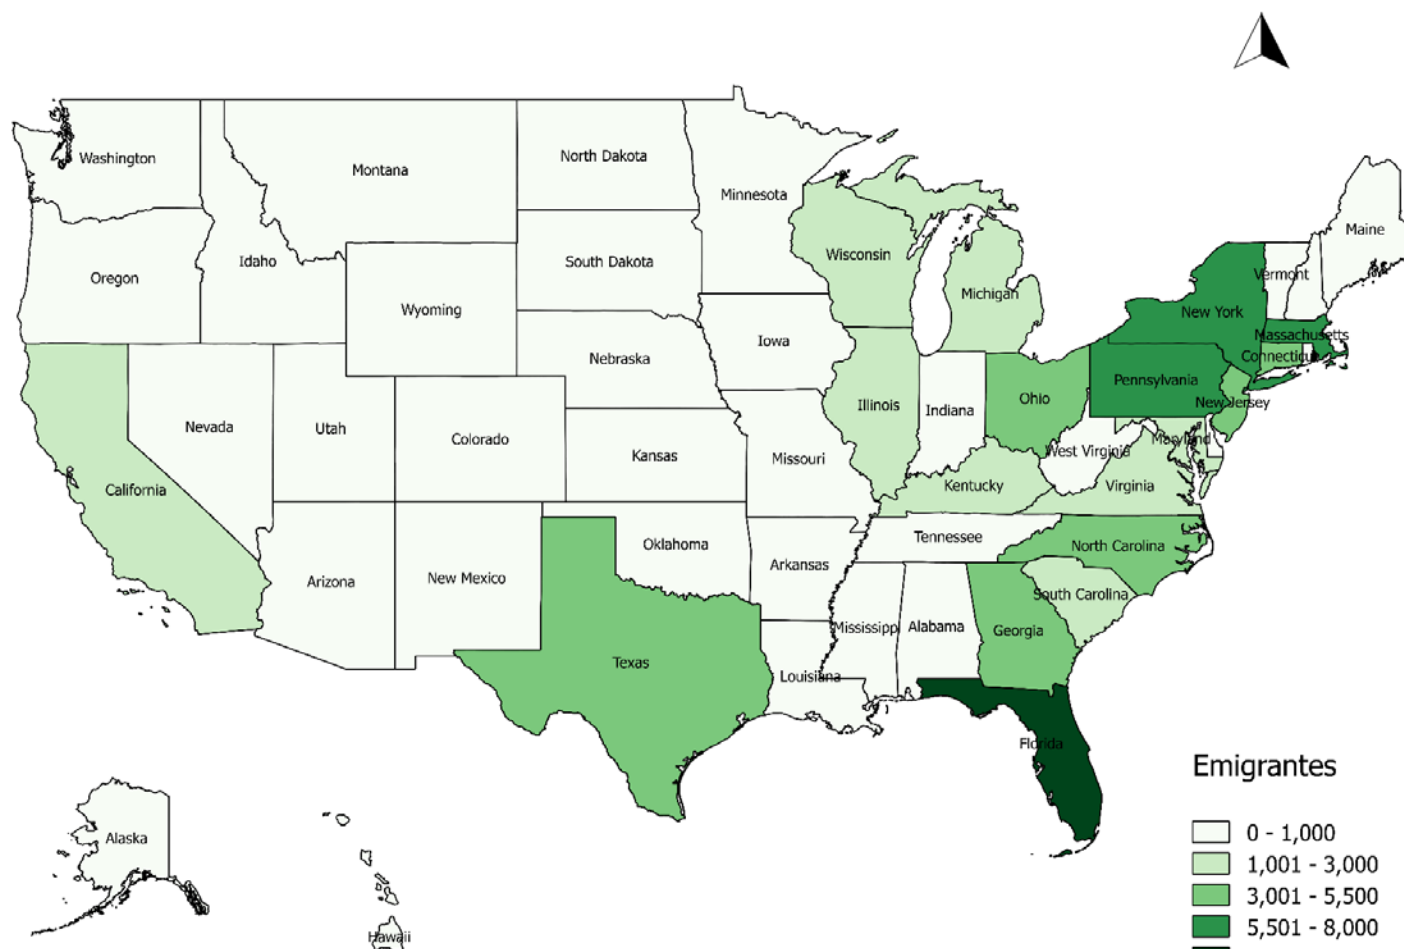 Washington
Montana
North Dakota
Minnesota
Maine
Idaho
Oregon
South Dakota
Wisconsin
Michigan
Vermont
New York
Massachusetts
Wyoming
Iowa
Nebraska
Connecticut
Pennsylvania
New Jersey
Nevada
Utah
Colorado
Kansas
Missouri
Illinois
Indiana
Ohio
West Virginia
Maryland
California
Kentucky
Virginia
Oklahoma
Tennessee
North Carolina
Arizona
New Mexico
Arkansas
South Carolina
Texas
Mississippi
Alabama
Georgia
Louisiana
Florida
Alaska
Hawaii
Emigrantes
0 - 1,000
1,001 - 3,000
3,001 - 5,500
5,501 - 8,000